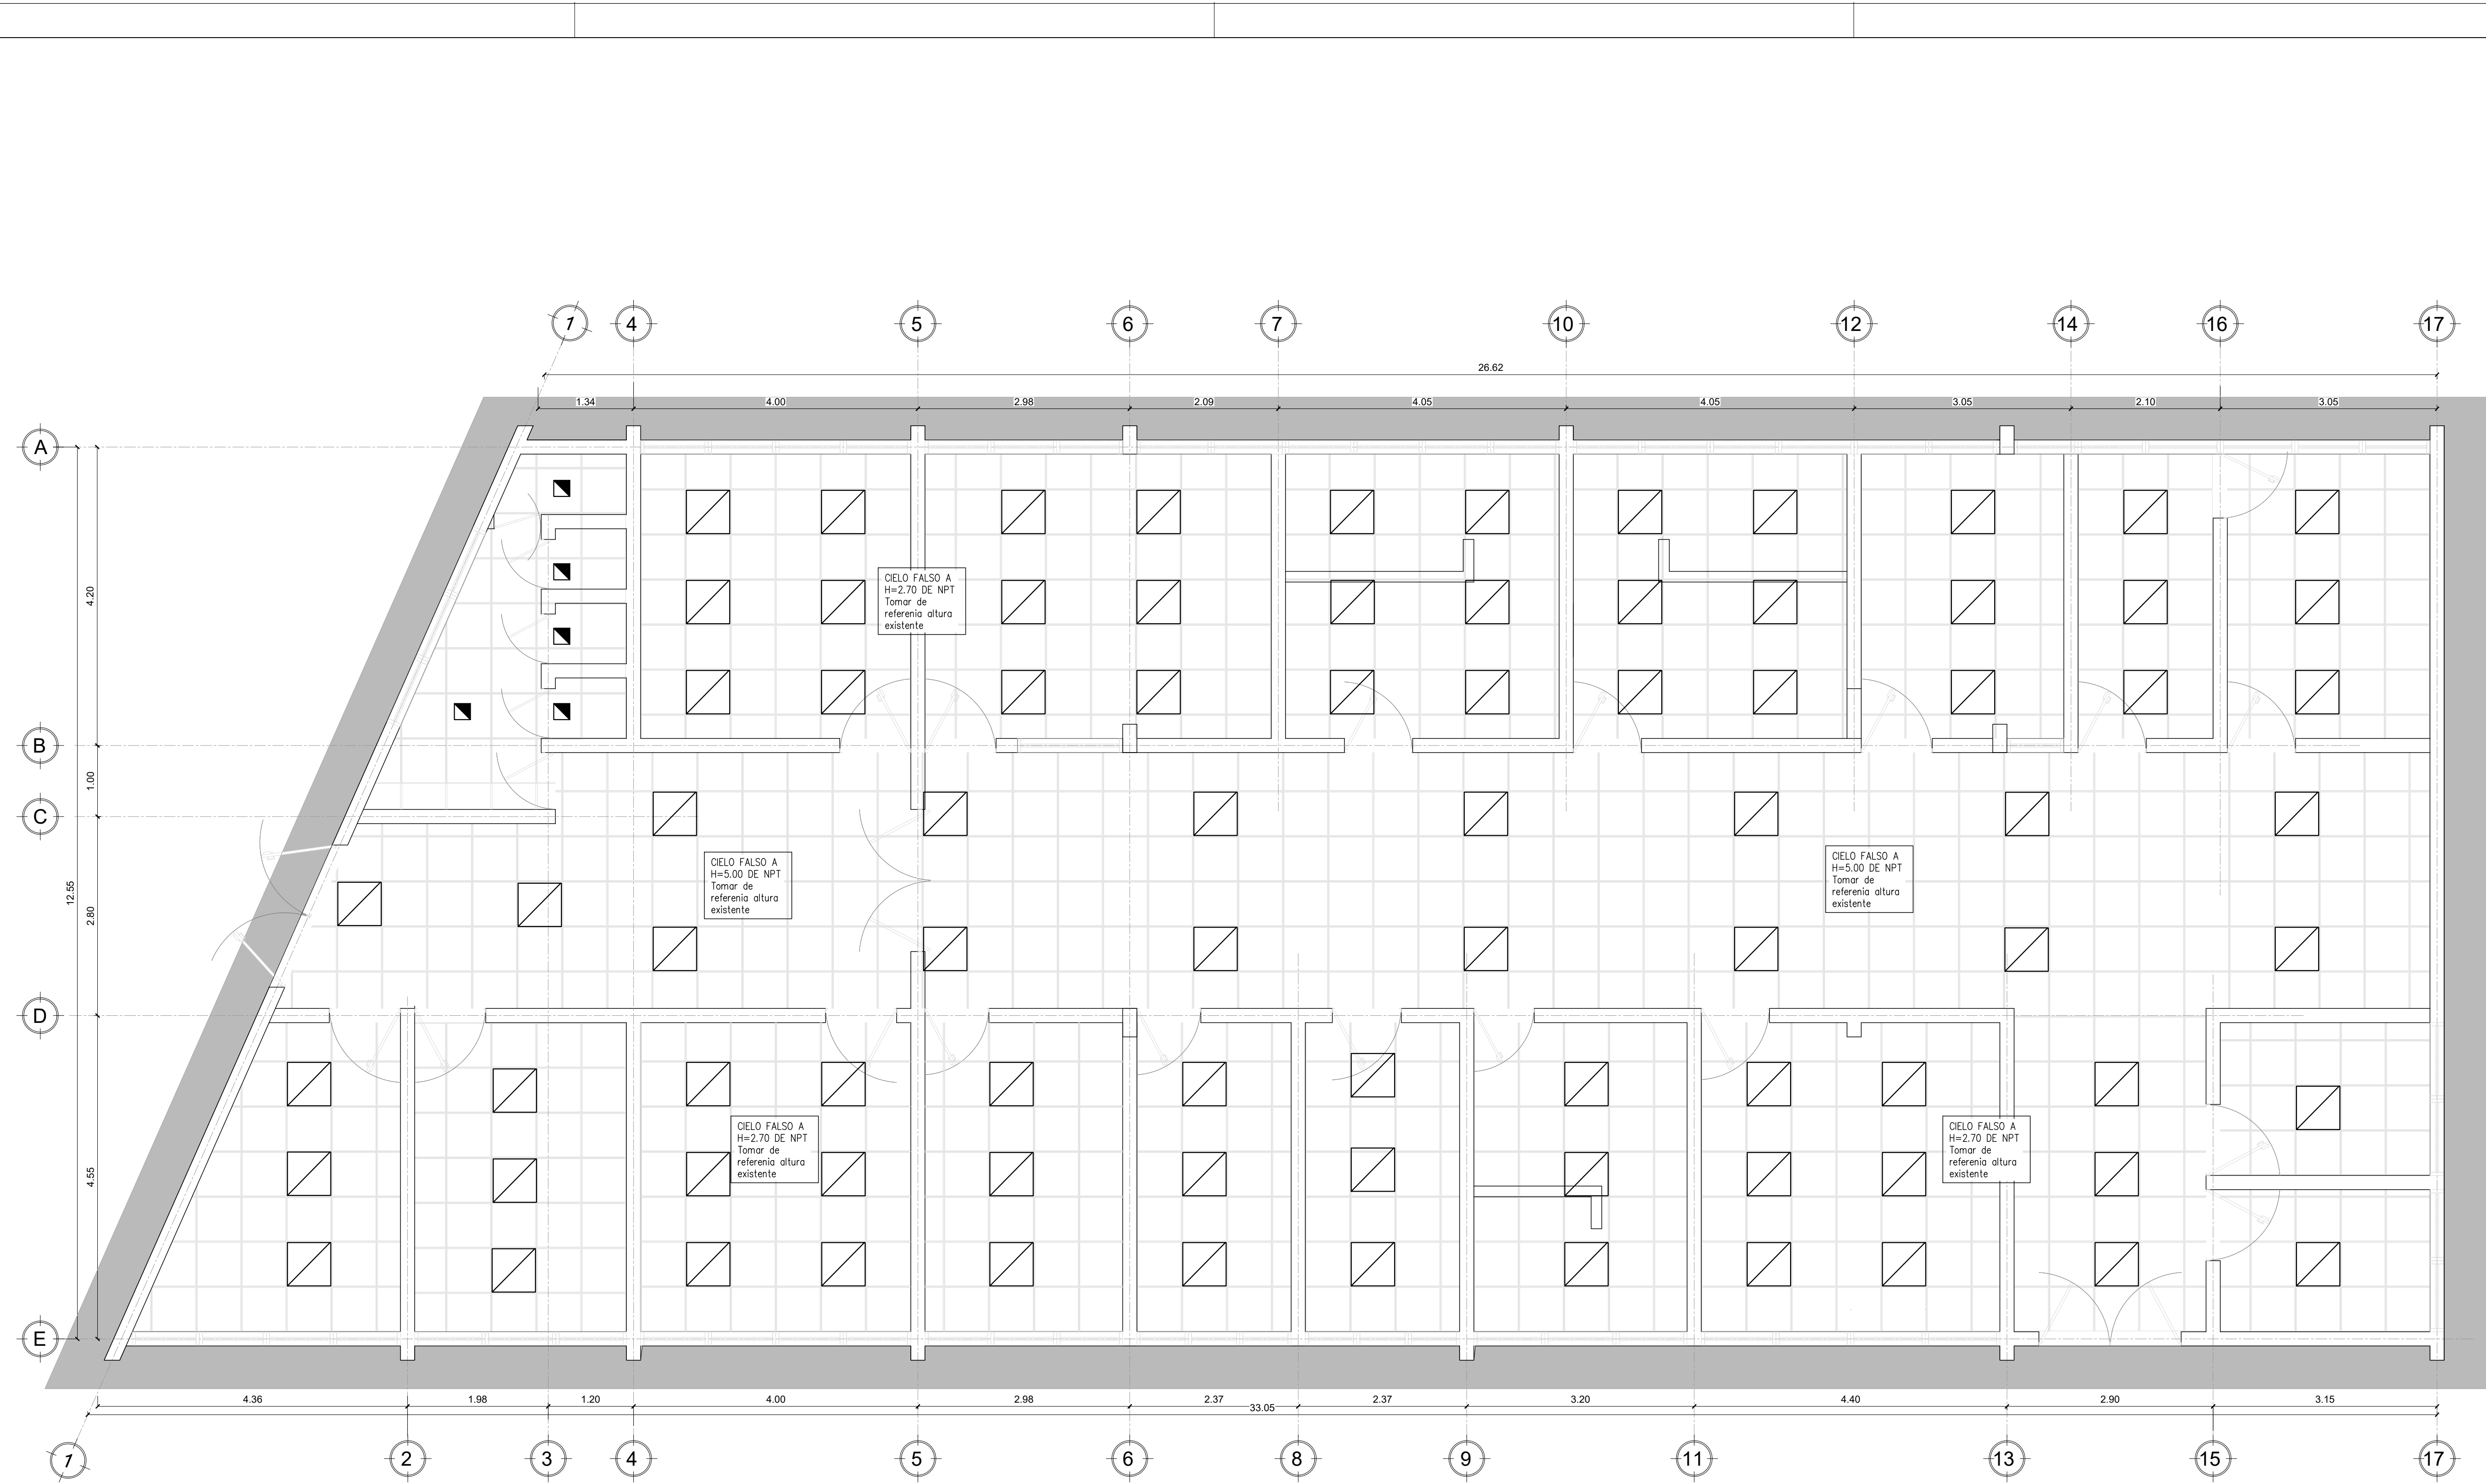 1
4
5
6
7
10
12
14
16
17
26.62
1.34
4.00
2.98
2.09
4.05
4.05
3.05
2.10
3.05
A
B
C
D
E
4.20
1.00
12.55
2.80
4.55
CIELO FALSO A
H=2.70 DE NPT
Tomar de
referenia altura
existente
CIELO FALSO A
H=5.00 DE NPT
Tomar de
referenia altura
existente
CIELO FALSO A
H=5.00 DE NPT
Tomar de
referenia altura
existente
CIELO FALSO A
H=2.70 DE NPT
Tomar de
referenia altura
existente
CIELO FALSO A
H=2.70 DE NPT
Tomar de
referenia altura
existente
4.36
1.98
1.20
4.00
2.98
2.37
2.37
3.20
4.40
2.90
3.15
33.05
1
2
3
4
5
6
8
9
11
13
15
17